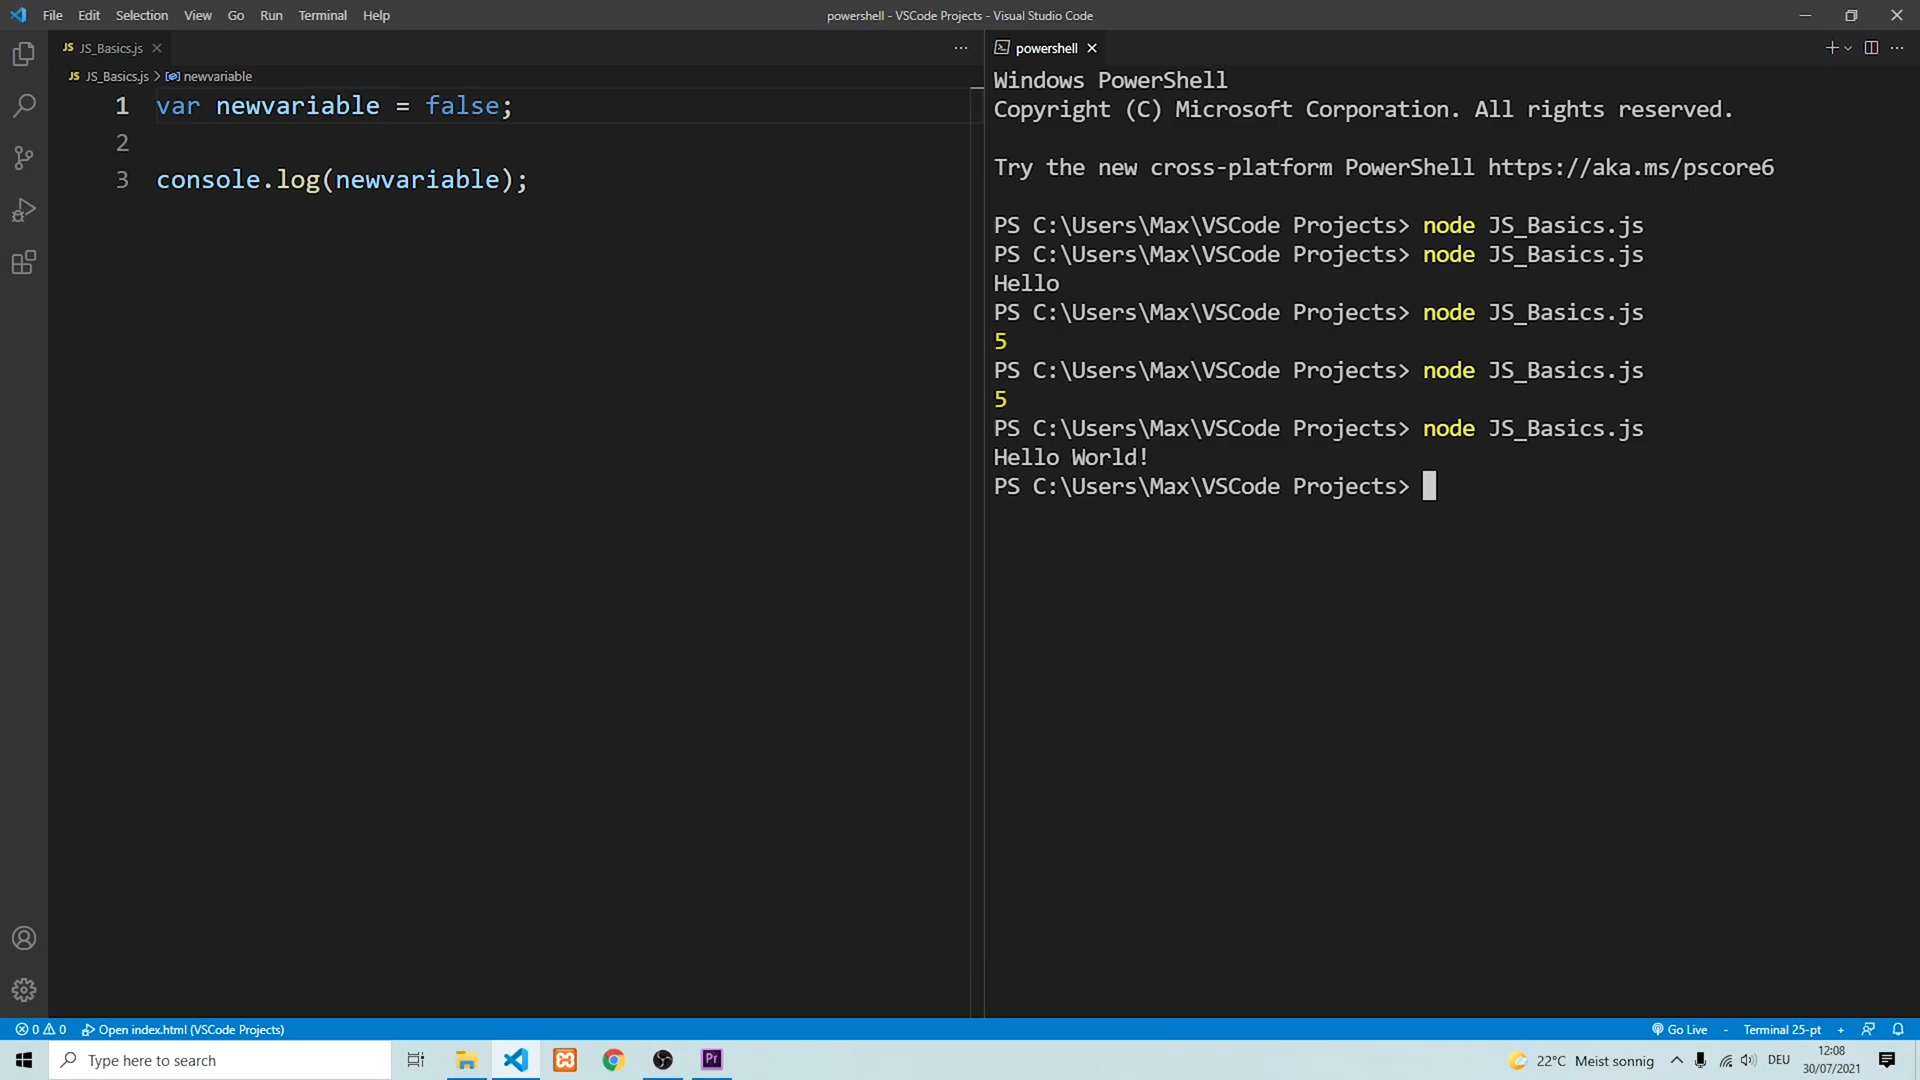 File Edit Selection View Go Run Terminal Help
powershell - VSCode Projects - Visual Studio Code
JS JS_Basics.js
JS JS_Basics.js > newvariable
1 var newvariable = false;
2
3 console.log(newvariable);
powershell
Windows PowerShell
Copyright (C) Microsoft Corporation. All rights reserved.
Try the new cross-platform PowerShell https://aka.ms/pscore6
PS C:\Users\Max\VSCode Projects> node JS_Basics.js
PS C:\Users\Max\VSCode Projects> node JS_Basics.js
Hello
PS C:\Users\Max\VSCode Projects> node JS_Basics.js
5
PS C:\Users\Max\VSCode Projects> node JS_Basics.js
5
PS C:\Users\Max\VSCode Projects> node JS_Basics.js
Hello World!
PS C:\Users\Max\VSCode Projects>
0 0 Open index.html (VSCode Projects)
Go Live - Terminal 25-pt +
Type here to search
Pr
22°C Meist sonnig
DEU
12:08
30/07/2021